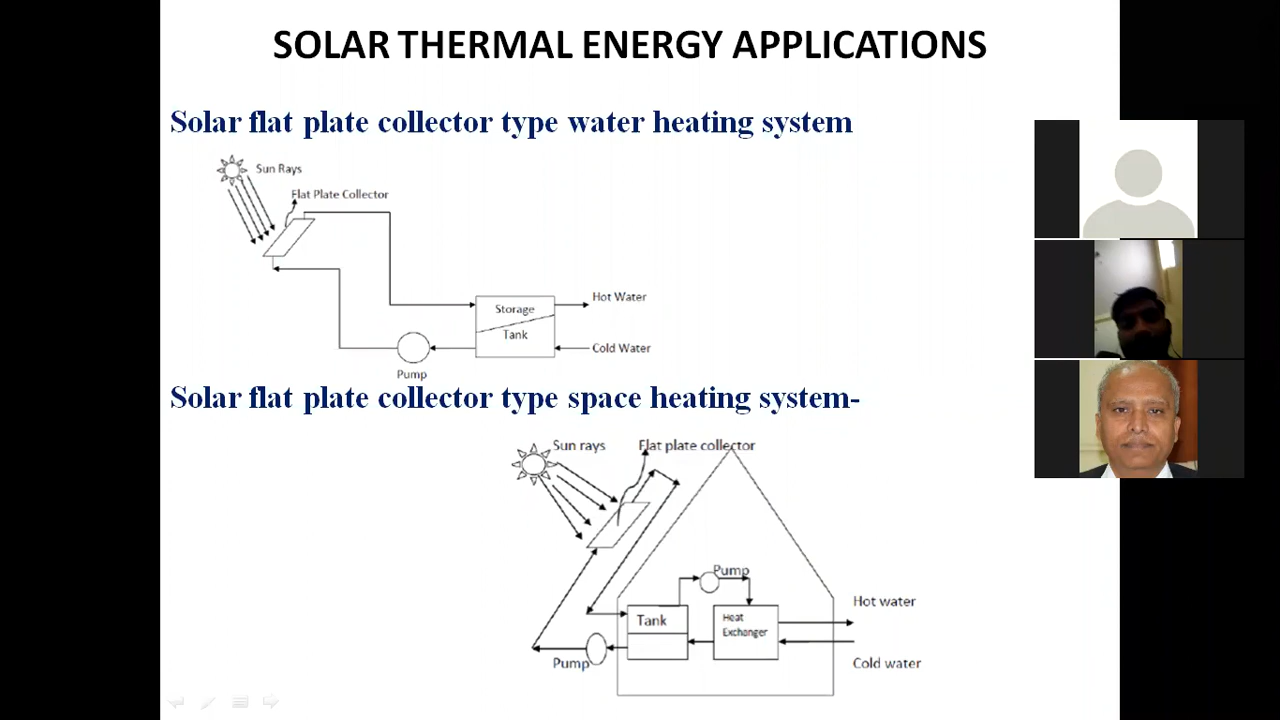 SOLAR THERMAL ENERGY APPLICATIONS
Solar flat plate collector type water heating system
Sun Rays
Flat Plate Collector
Hot Water
Storage
Tank
Cold Water
Pump
Solar flat plate collector type space heating system-
Sun rays
Flat plate collector
Pump
Hot water
Tank
Heat
Exchanger
Pump
Cold water